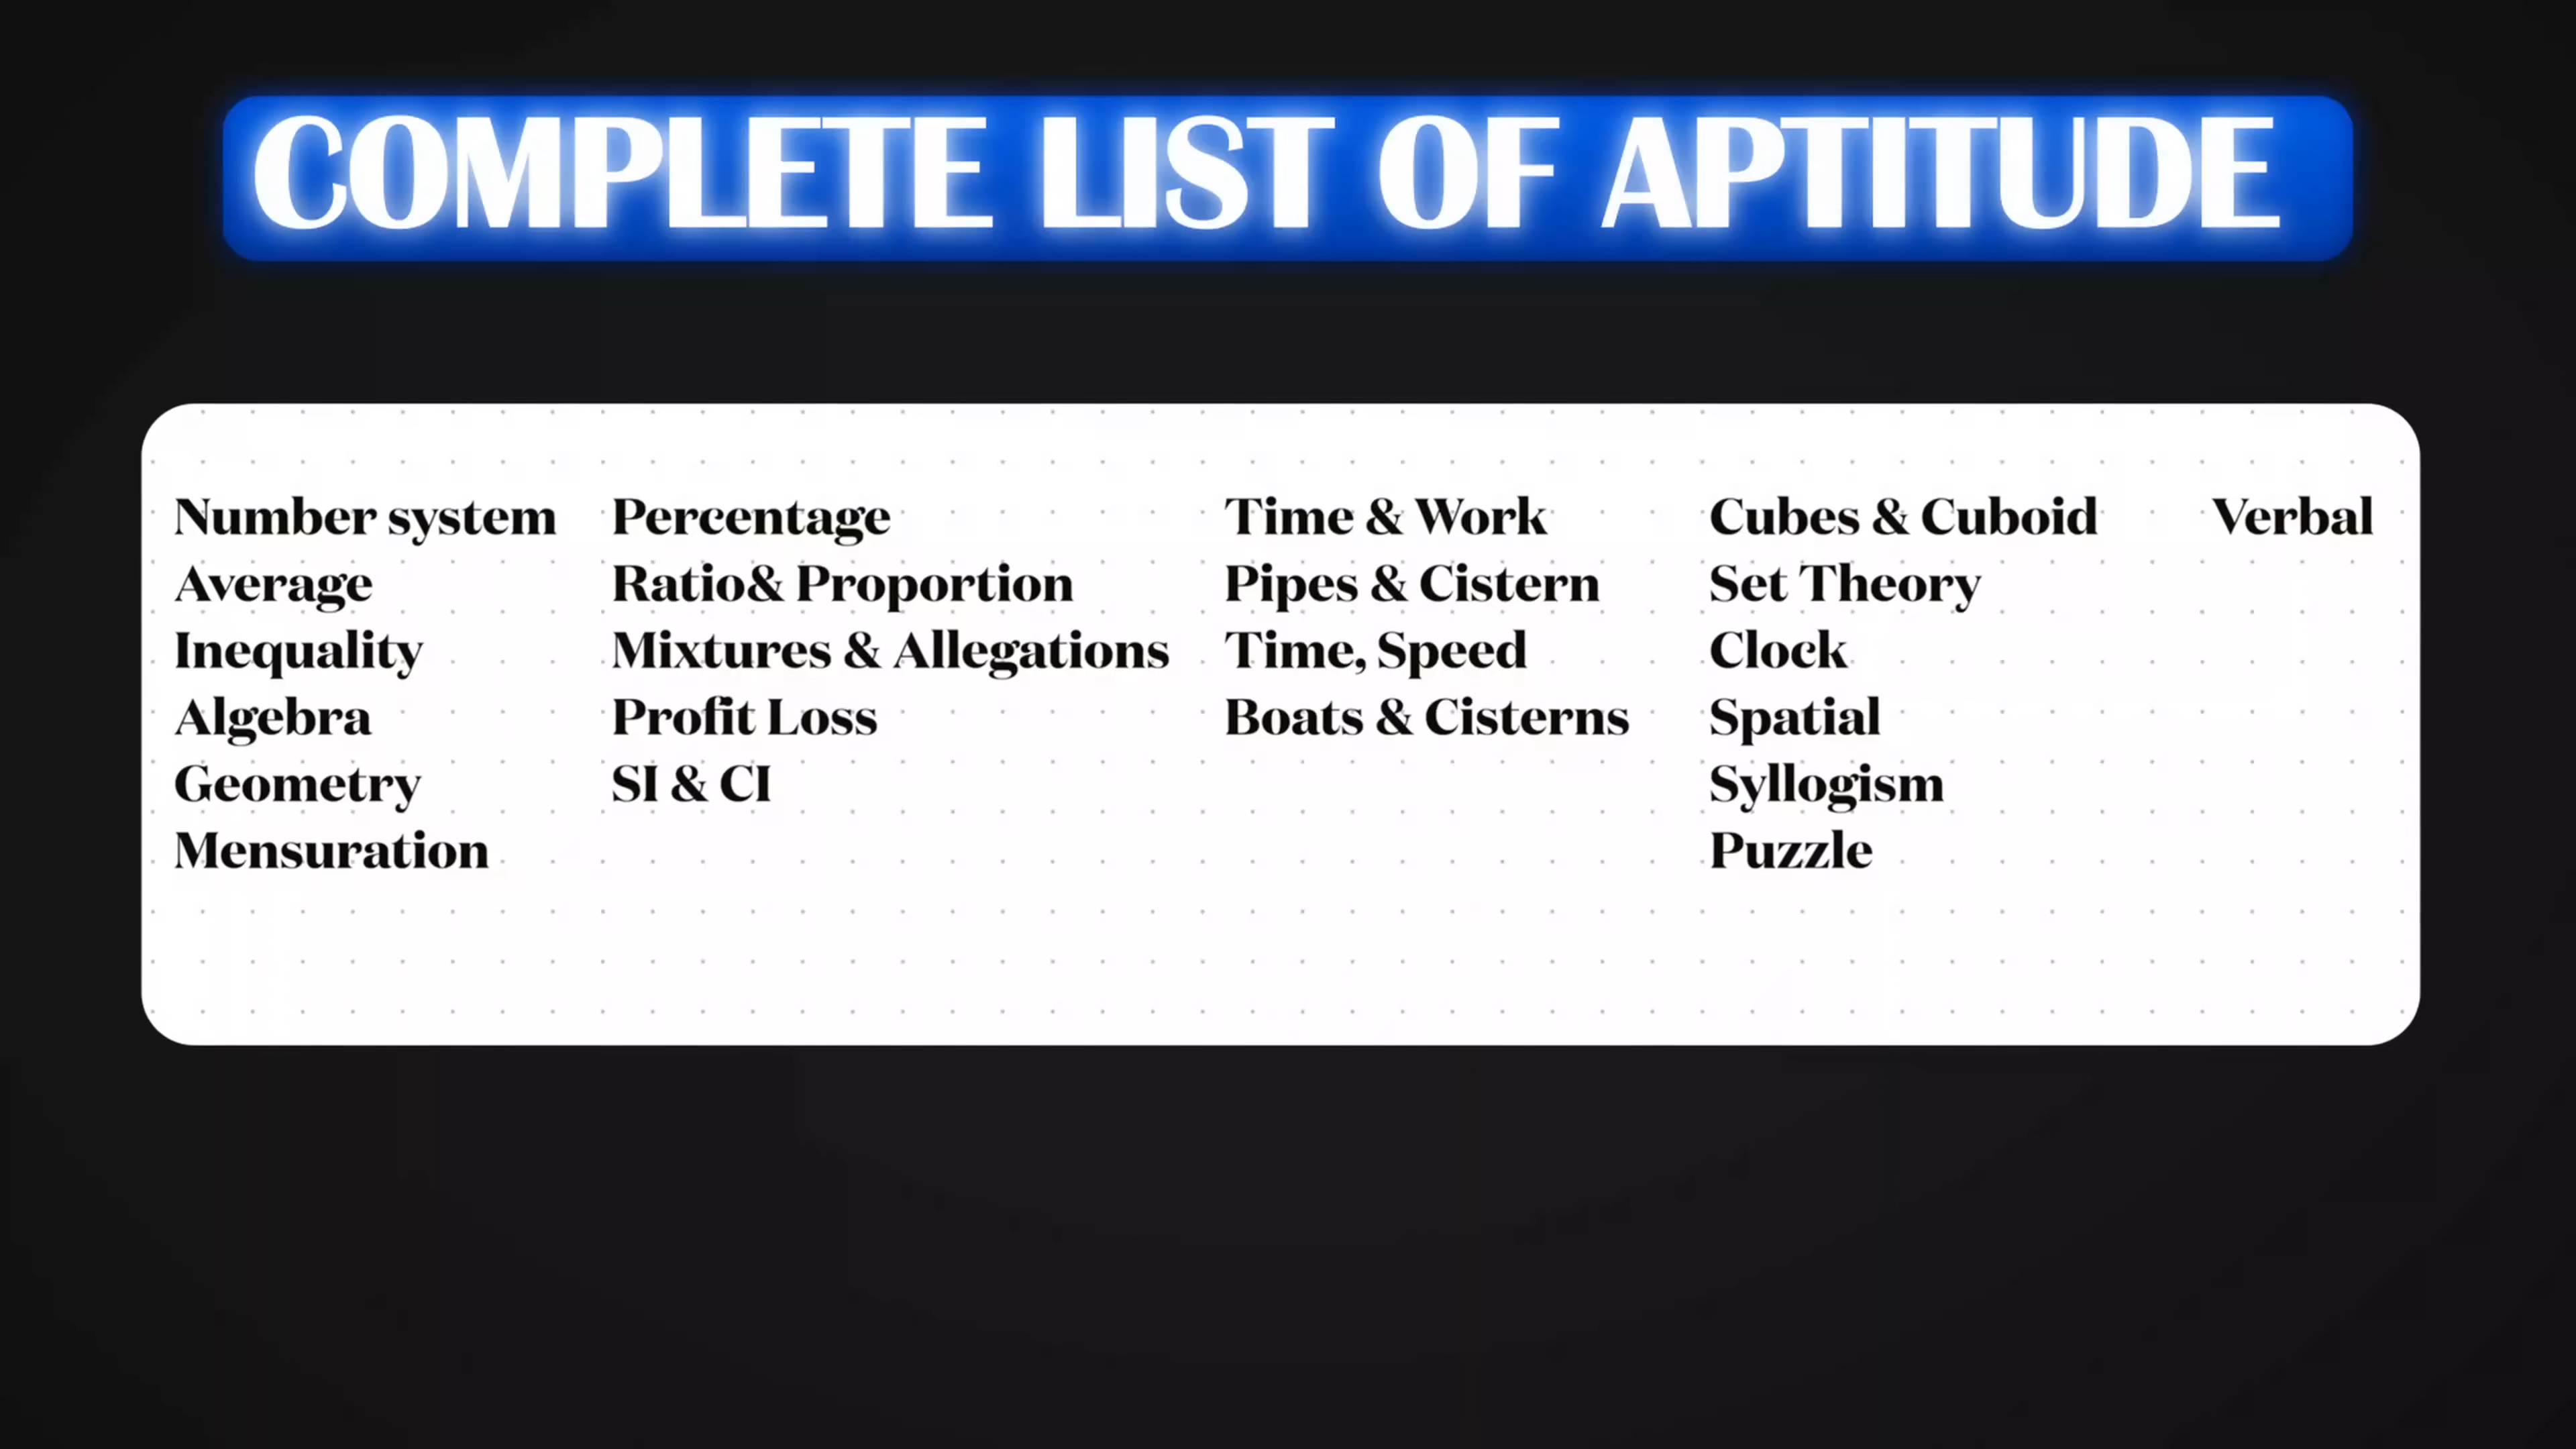 COMPLETE LIST OF APTITUDE
Number system
Average
Inequality
Algebra
Geometry
Mensuration
Percentage
Ratio& Proportion
Mixtures & Allegations
Profit Loss
SI & CI
Time & Work
Pipes & Cistern
Time, Speed
Boats & Cisterns
Cubes & Cuboid
Set Theory
Clock
Spatial
Syllogism
Puzzle
Verbal